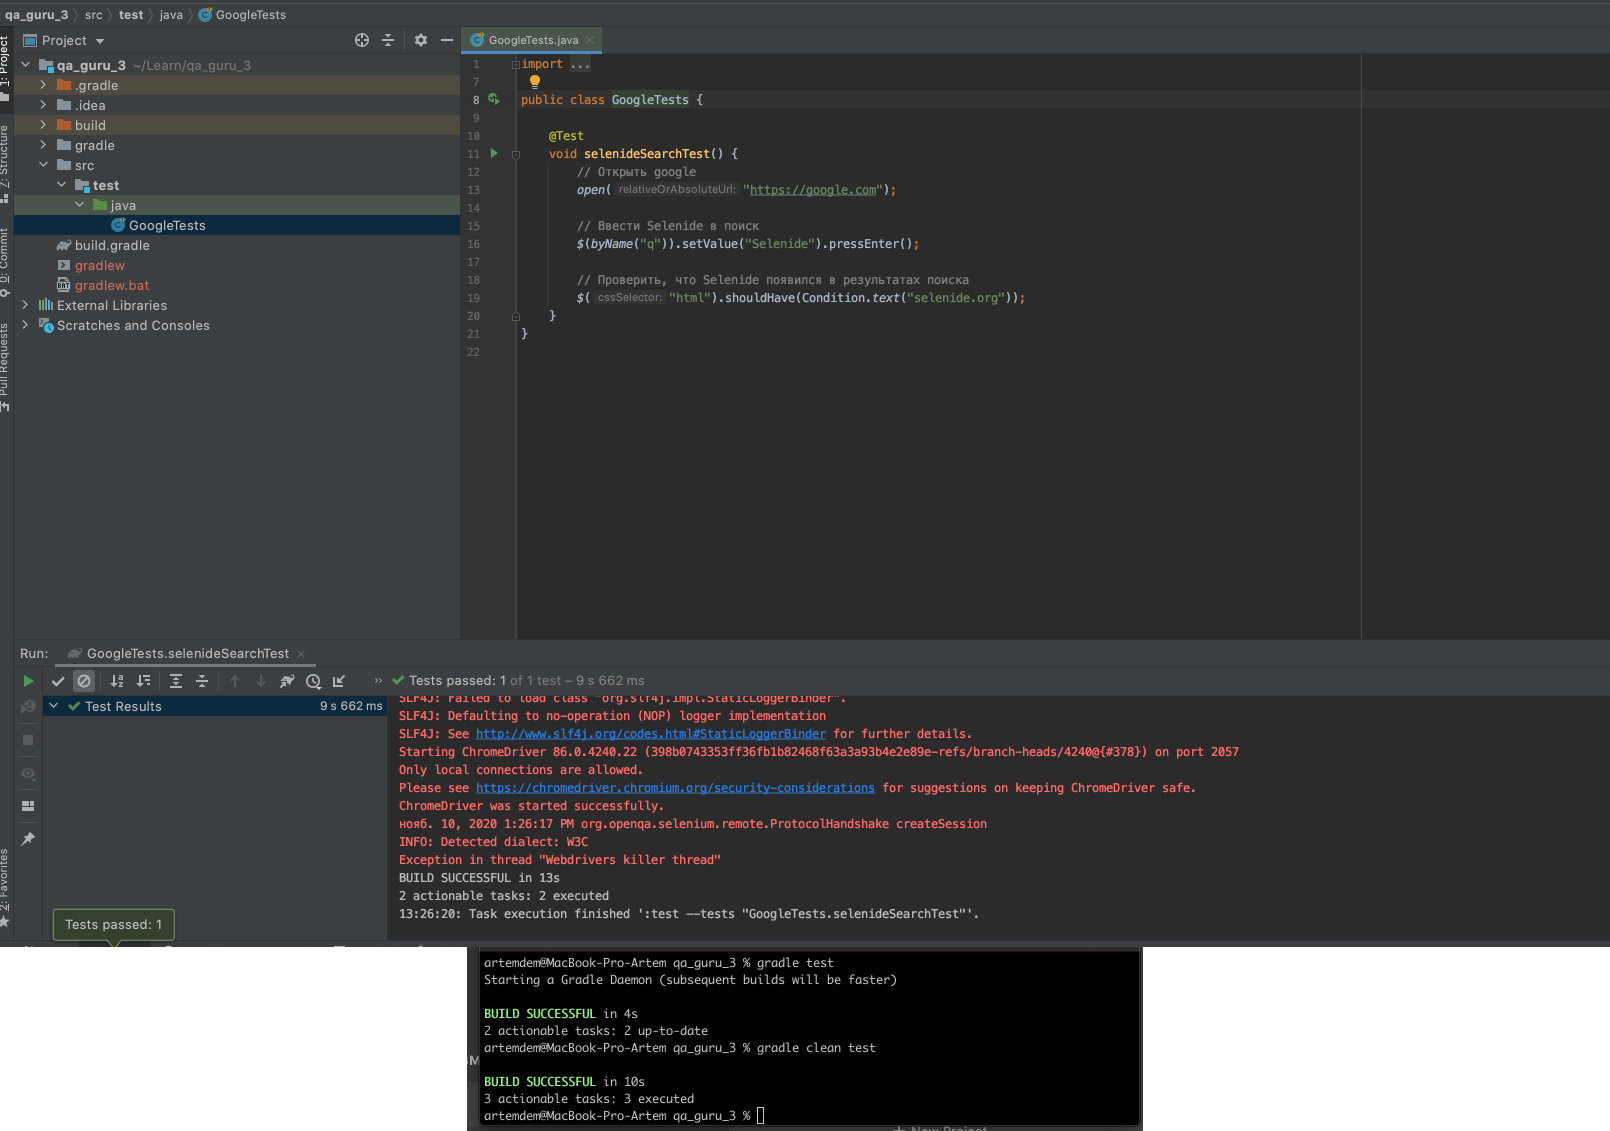 qa_guru_3 src test java GoogleTests
Project
GoogleTests.java
1: Project
7: Structure
0: Commit
Pull Requests
2: Favorites
qa_guru_3 ~/Learn/qa_guru_3
.gradle
.idea
build
gradle
src
test
java
GoogleTests
build.gradle
gradlew
gradlew.bat
External Libraries
Scratches and Consoles
1 import ...
7
8 public class GoogleTests {
9
10 @Test
11 void selenideSearchTest() {
12 // Открыть google
13 open( relativeOrAbsoluteUrl: "https://google.com");
14
15 // Ввести Selenide в поиск
16 $(byName("q")).setValue("Selenide").pressEnter();
17
18 // Проверить, что Selenide появился в результатах поиска
19 $( cssSelector: "html").shouldHave(Condition.text("selenide.org"));
20 }
21 }
22
Run: GoogleTests.selenideSearchTest
Tests passed: 1 of 1 test – 9 s 662 ms
Test Results 9 s 662 ms
SLF4J: Failed to load class "org.slf4j.impl.StaticLoggerBinder".
SLF4J: Defaulting to no-operation (NOP) logger implementation
SLF4J: See http://www.slf4j.org/codes.html#StaticLoggerBinder for further details.
Starting ChromeDriver 86.0.4240.22 (398b0743353ff36fb1b82468f63a3a93b4e2e89e-refs/branch-heads/4240@{#378}) on port 2057
Only local connections are allowed.
Please see https://chromedriver.chromium.org/security-considerations for suggestions on keeping ChromeDriver safe.
ChromeDriver was started successfully.
нояб. 10, 2020 1:26:17 PM org.openqa.selenium.remote.ProtocolHandshake createSession
INFO: Detected dialect: W3C
Exception in thread "Webdrivers killer thread"
BUILD SUCCESSFUL in 13s
2 actionable tasks: 2 executed
13:26:20: Task execution finished ':test --tests "GoogleTests.selenideSearchTest"'.
Tests passed: 1
artemdem@MacBook-Pro-Artem qa_guru_3 % gradle test
Starting a Gradle Daemon (subsequent builds will be faster)
BUILD SUCCESSFUL in 4s
2 actionable tasks: 2 up-to-date
artemdem@MacBook-Pro-Artem qa_guru_3 % gradle clean test
BUILD SUCCESSFUL in 10s
3 actionable tasks: 3 executed
artemdem@MacBook-Pro-Artem qa_guru_3 %
New Project